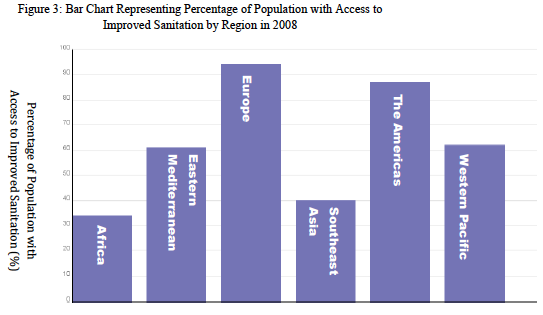 Figure 3: Bar Chart Representing Percentage of Population with Access to
Improved Sanitation by Region in 2008
100
90
80
70
60
50
40
30
20
10
0
Percentage of Population with
Access to Improved Sanitation (%)
Africa
Eastern
Mediterranean
Europe
Southeast
Asia
The Americas
Western Pacific